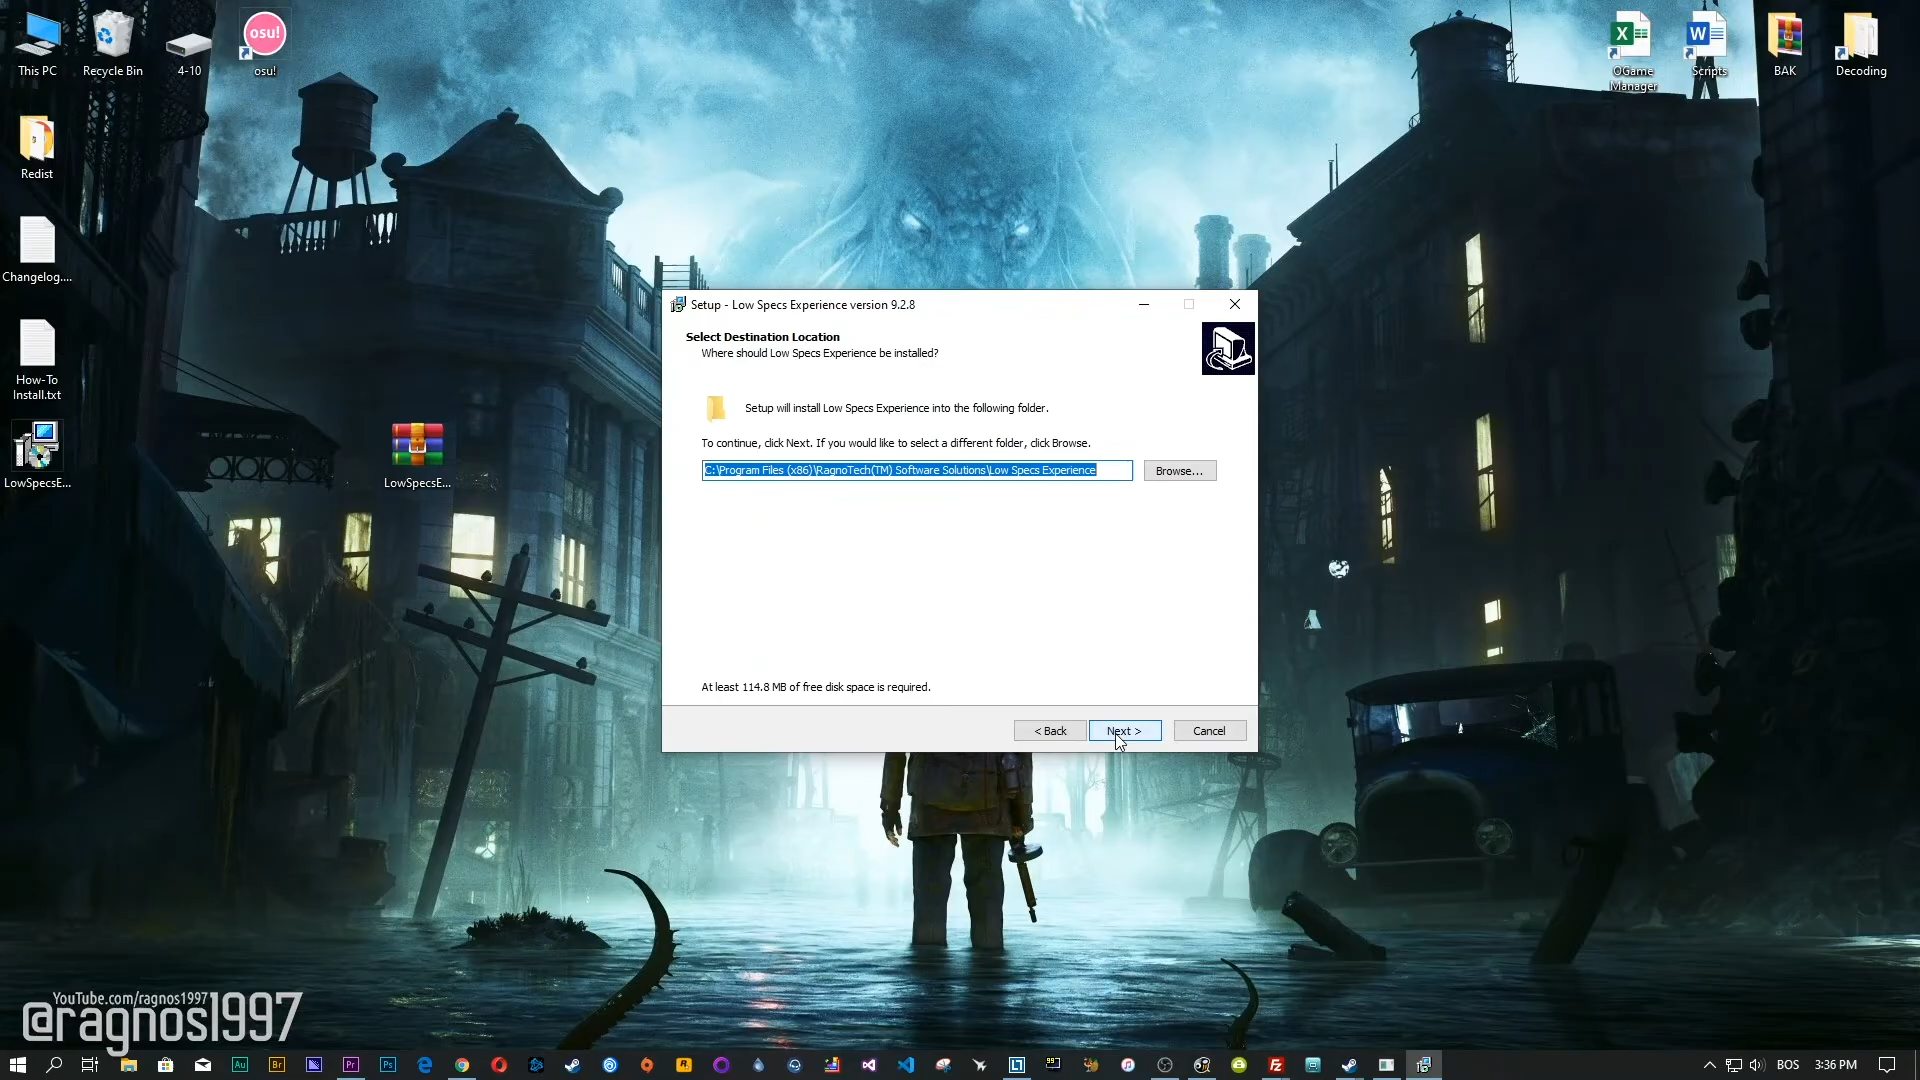 This PC
Recycle Bin
4-10
osu!
osu!
OGame
Manager
Scripts
BAK
Decoding
Redist
Changelog....
How-To
Install.txt
LowSpecsE...
LowSpecsE...
Setup - Low Specs Experience version 9.2.8
Select Destination Location
Where should Low Specs Experience be installed?
Setup will install Low Specs Experience into the following folder.
To continue, click Next. If you would like to select a different folder, click Browse.
C:\Program Files (x86)\RagnoTech(TM) Software Solutions\Low Specs Experience
Browse...
At least 114.8 MB of free disk space is required.
< Back
Next >
Cancel
YouTube.com/ragnos1997
@ragnos1997
Au
Br
Pr
Ps
BOS
3:36 PM